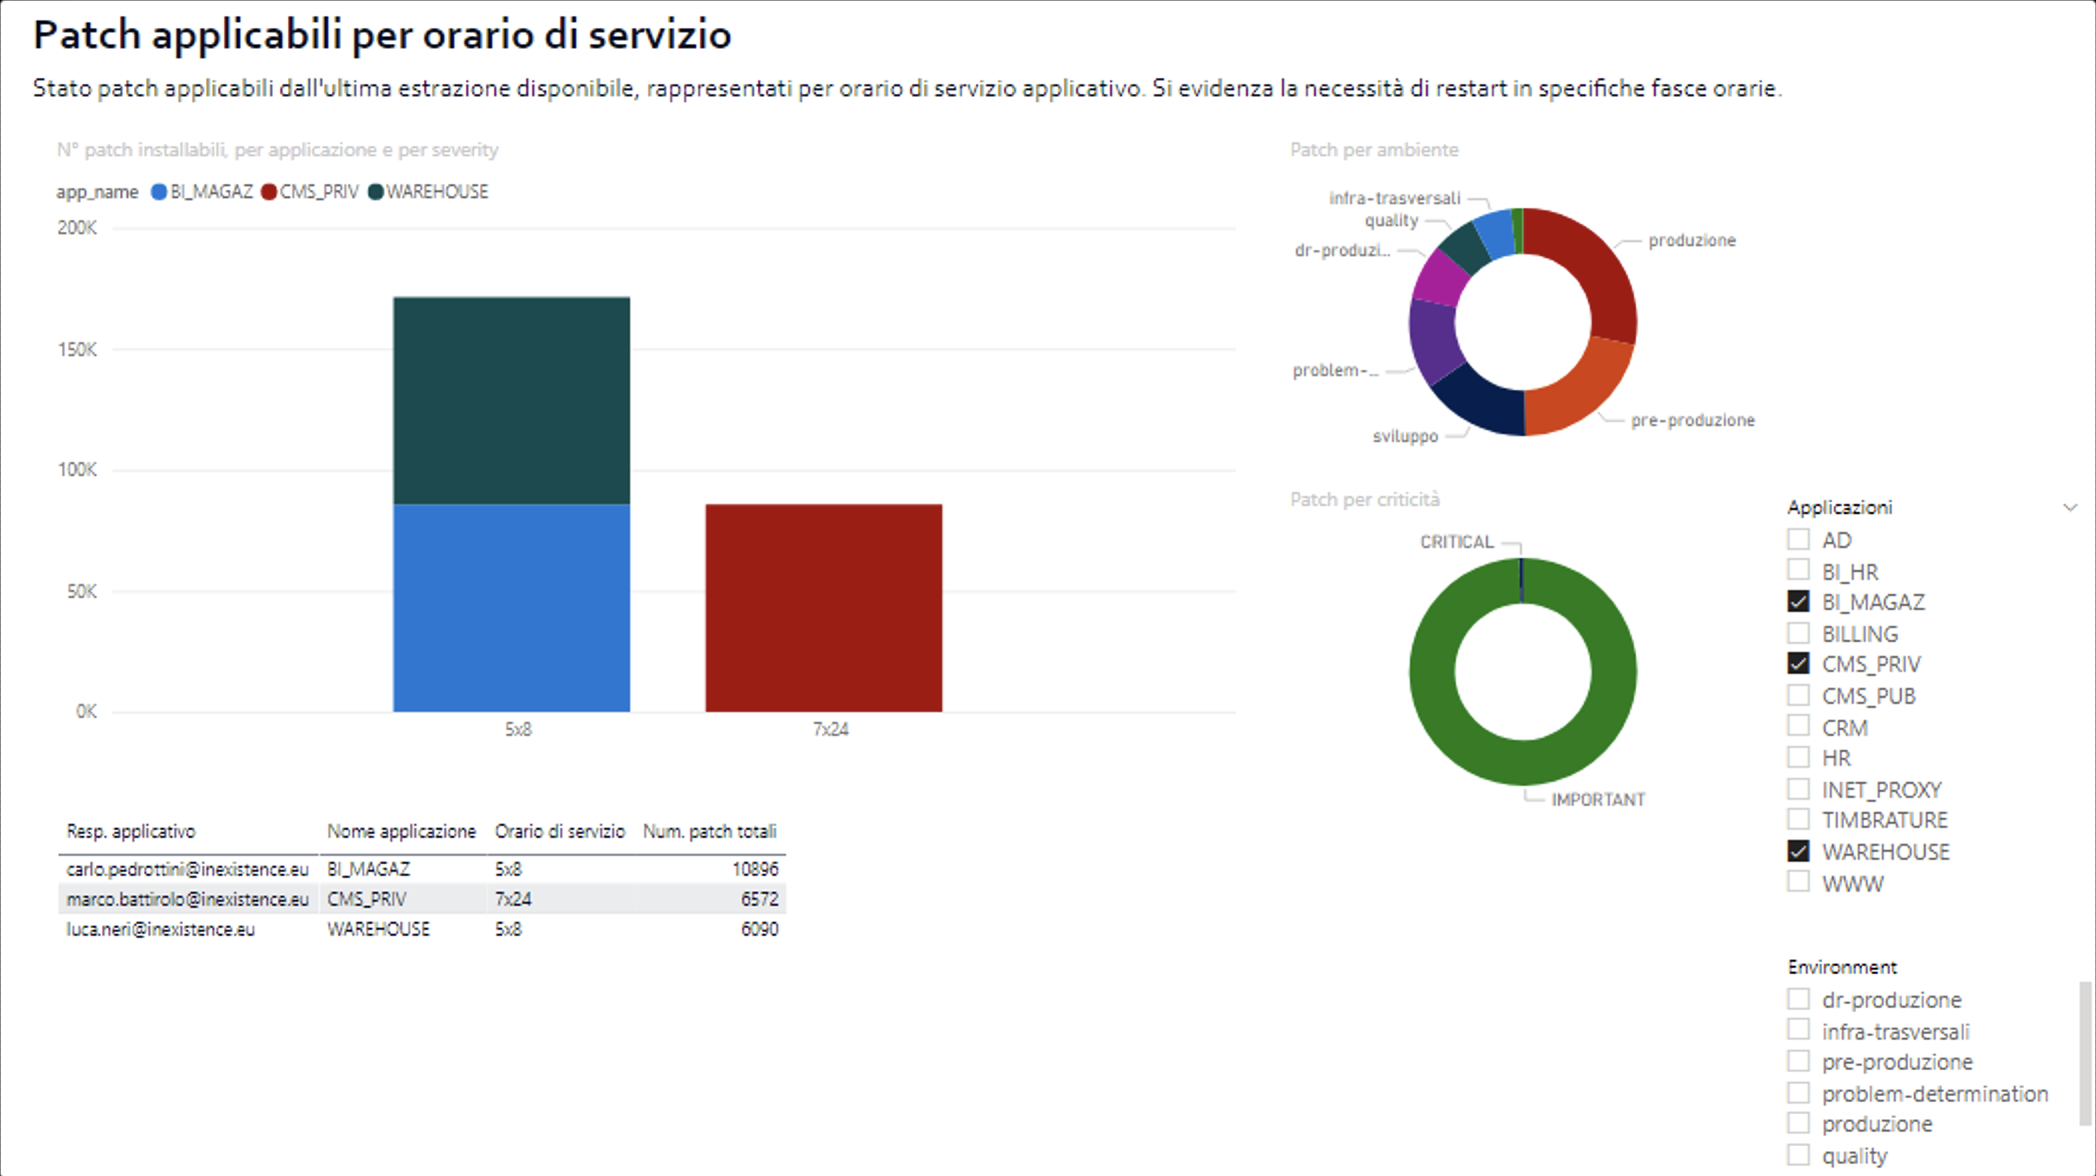 Patch applicabili per orario di servizio
Stato patch applicabili dall'ultima estrazione disponibile, rappresentati per orario di servizio applicativo. Si evidenza la necessità di restart in specifiche fasce orarie.
N° patch installabili, per applicazione e per severity
app_name BI_MAGAZ CMS_PRIV WAREHOUSE
200K
150K
100K
50K
0K
5x8 7x24
Resp. applicativo Nome applicazione Orario di servizio Num. patch totali
carlo.pedrottini@inexistence.eu BI_MAGAZ 5x8 10896
marco.battirolo@inexistence.eu CMS_PRIV 7x24 6572
luca.neri@inexistence.eu WAREHOUSE 5x8 6090
Patch per ambiente
infra-trasversali
quality
dr-produzi...
problem-...
sviluppo
produzione
pre-produzione
Patch per criticità
CRITICAL
IMPORTANT
Applicazioni
AD
BI_HR
BI_MAGAZ
BILLING
CMS_PRIV
CMS_PUB
CRM
HR
INET_PROXY
TIMBRATURE
WAREHOUSE
WWW
Environment
dr-produzione
infra-trasversali
pre-produzione
problem-determination
produzione
quality